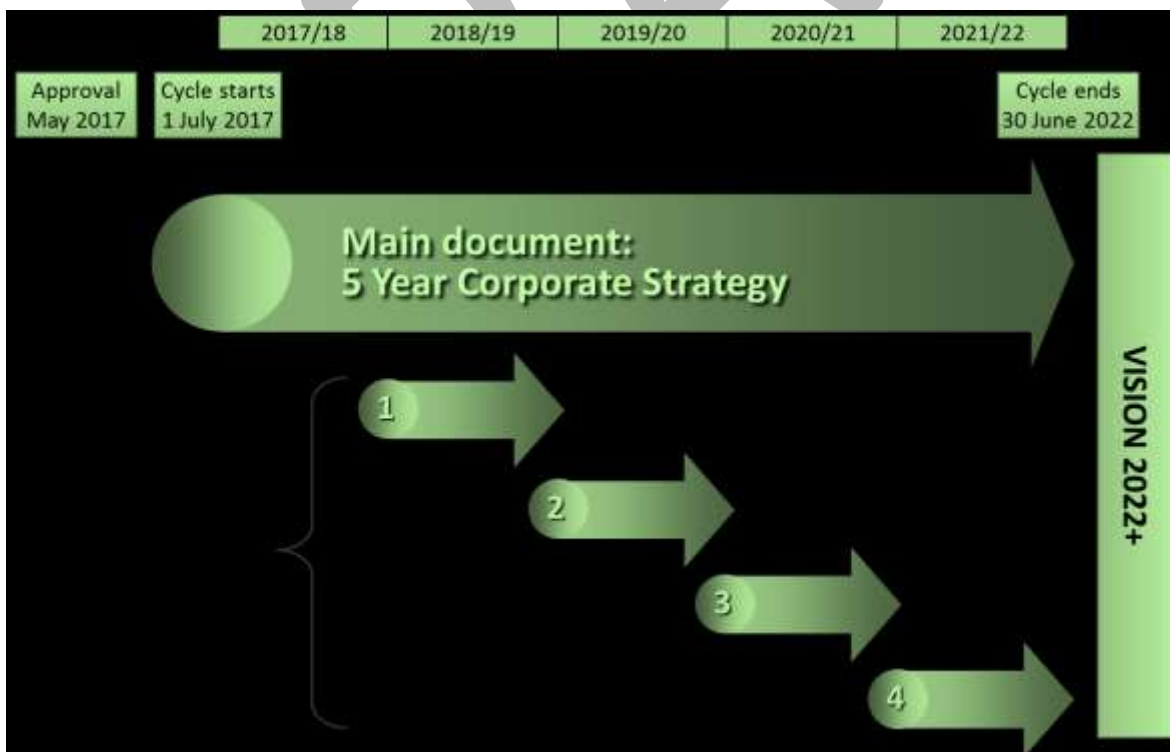 2017/18 2018/19 2019/20 2020/21 2021/22
Approval
May 2017
Cycle starts
1 July 2017
Cycle ends
30 June 2022
Main document:
5 Year Corporate Strategy
1
2
3
4
VISION 2022+